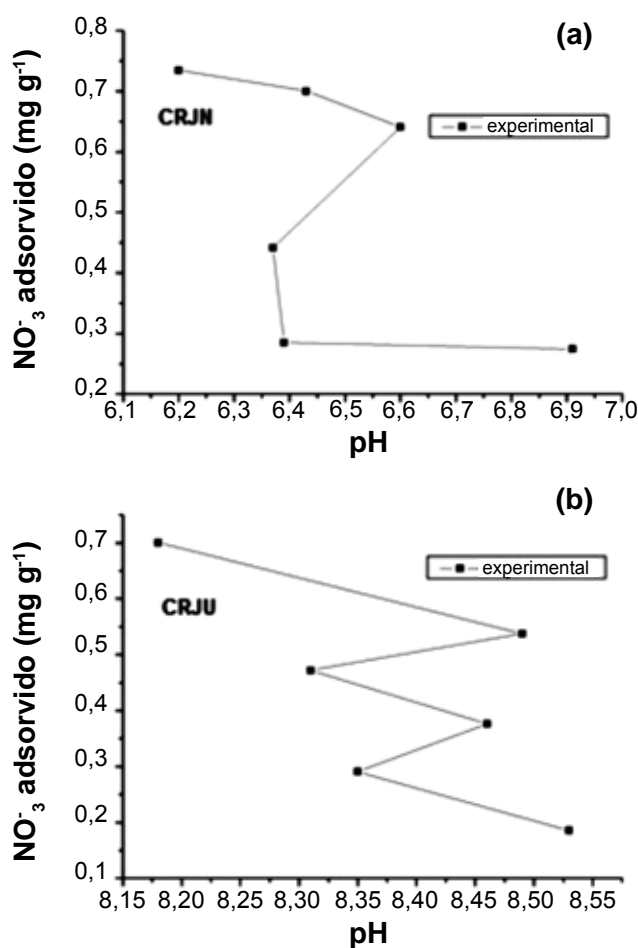 (a)
0,8
0,7
0,6
0,5
0,4
0,3
0,2
NO₃⁻ adsorvido (mg g⁻¹)
CRJN
experimental
6,1 6,2 6,3 6,4 6,5 6,6 6,7 6,8 6,9 7,0
pH
(b)
0,7
0,6
0,5
0,4
0,3
0,2
0,1
NO₃⁻ adsorvido (mg g⁻¹)
CRJU
experimental
8,15 8,20 8,25 8,30 8,35 8,40 8,45 8,50 8,55
pH